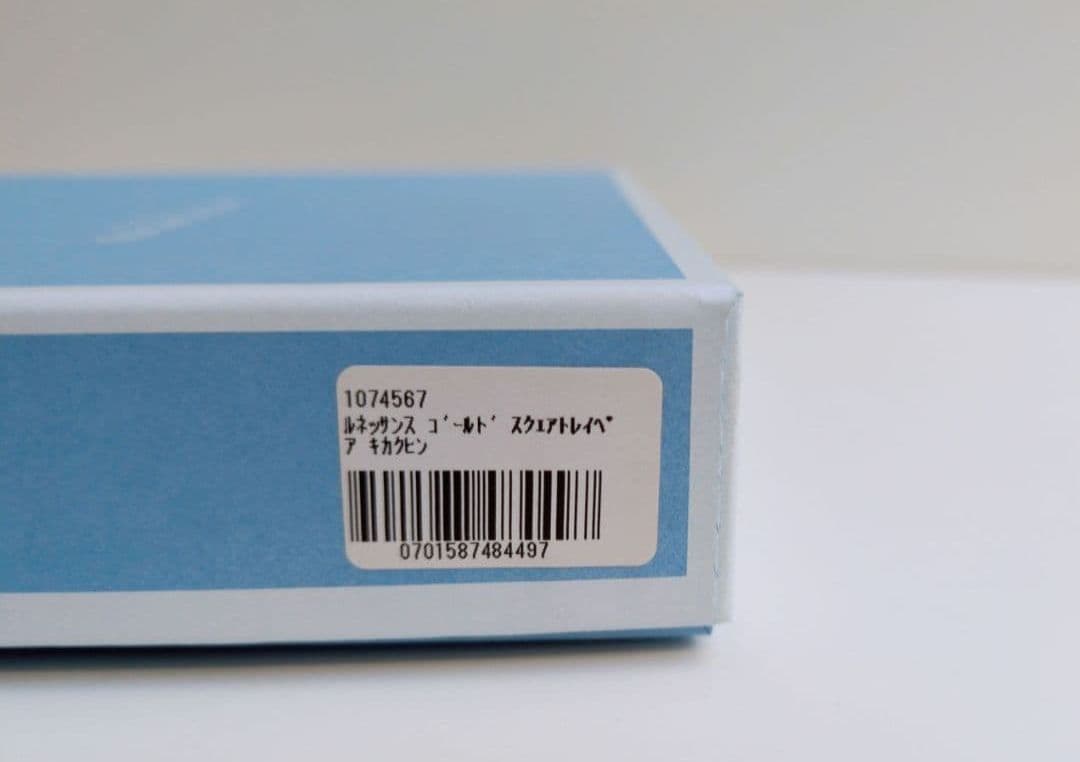 1074567
ﾙﾈｯｻﾝｽ ｺﾞｰﾙﾄﾞ ｽｸｴｱﾄﾚｲﾍﾟ
ｱ ｷｶｸﾋﾝ
0701587484497